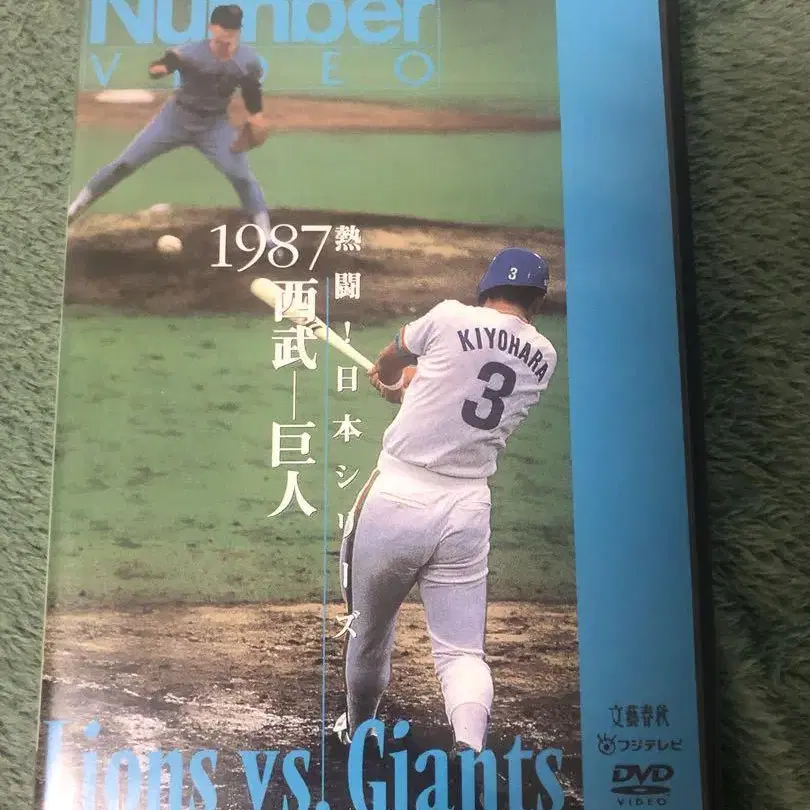 Number
VIDEO
1987
西武―巨人
熱闘!日本シリーズ
3
KIYOHARA
3
Lions vs. Giants
文藝春秋
フジテレビ
DVD
VIDEO